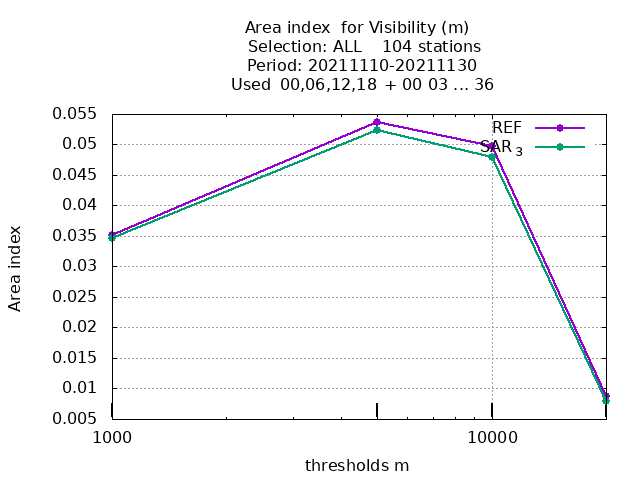 Area index for Visibility (m)
Selection: ALL 104 stations
Period: 20211110-20211130
Used 00,06,12,18 + 00 03 ... 36
0.055
0.05
0.045
0.04
0.035
0.03
0.025
0.02
0.015
0.01
0.005
REF
SAR 3
Area index
1000
10000
thresholds m